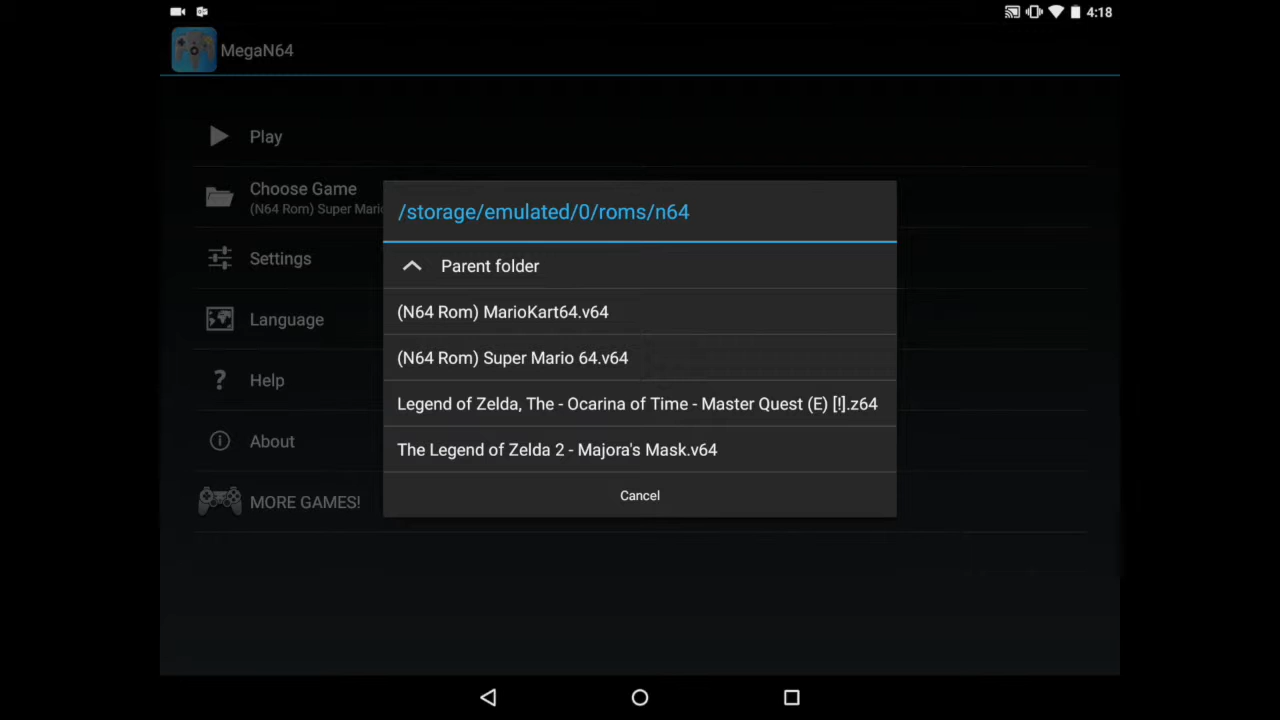 4:18
MegaN64
Play
Choose Game
(N64 Rom) Super Mario
Settings
Language
? Help
About
MORE GAMES!
/storage/emulated/0/roms/n64
Parent folder
(N64 Rom) MarioKart64.v64
(N64 Rom) Super Mario 64.v64
Legend of Zelda, The - Ocarina of Time - Master Quest (E) [!].z64
The Legend of Zelda 2 - Majora's Mask.v64
Cancel